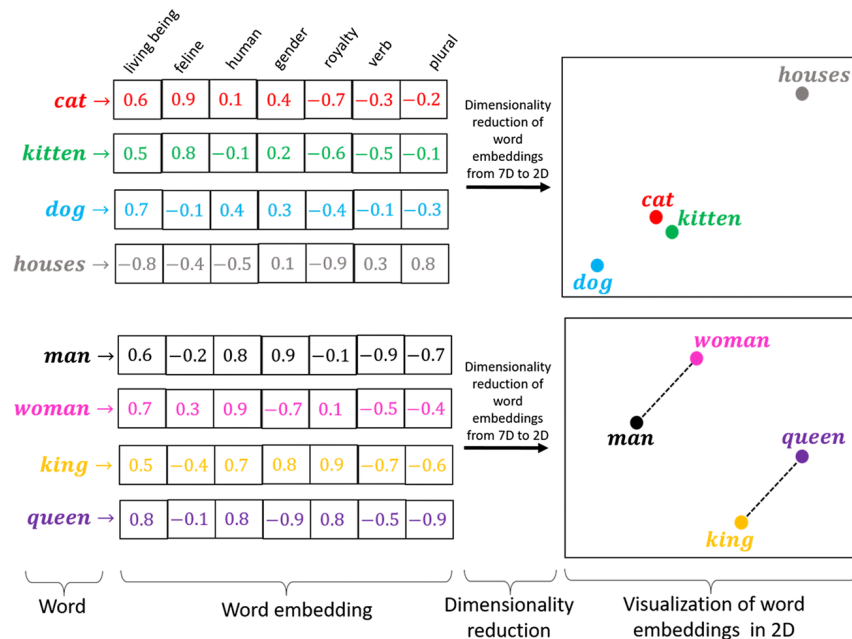 living being feline human gender royalty verb plural
cat → 0.6 0.9 0.1 0.4 −0.7 −0.3 −0.2
kitten → 0.5 0.8 −0.1 0.2 −0.6 −0.5 −0.1
dog → 0.7 −0.1 0.4 0.3 −0.4 −0.1 −0.3
houses → −0.8 −0.4 −0.5 0.1 −0.9 0.3 0.8
Dimensionality
reduction of
word
embeddings
from 7D to 2D
houses
cat
kitten
dog
man → 0.6 −0.2 0.8 0.9 −0.1 −0.9 −0.7
woman → 0.7 0.3 0.9 −0.7 0.1 −0.5 −0.4
king → 0.5 −0.4 0.7 0.8 0.9 −0.7 −0.6
queen → 0.8 −0.1 0.8 −0.9 0.8 −0.5 −0.9
Dimensionality
reduction of
word
embeddings
from 7D to 2D
woman
man
queen
king
Word
Word embedding
Dimensionality
reduction
Visualization of word
embeddings in 2D